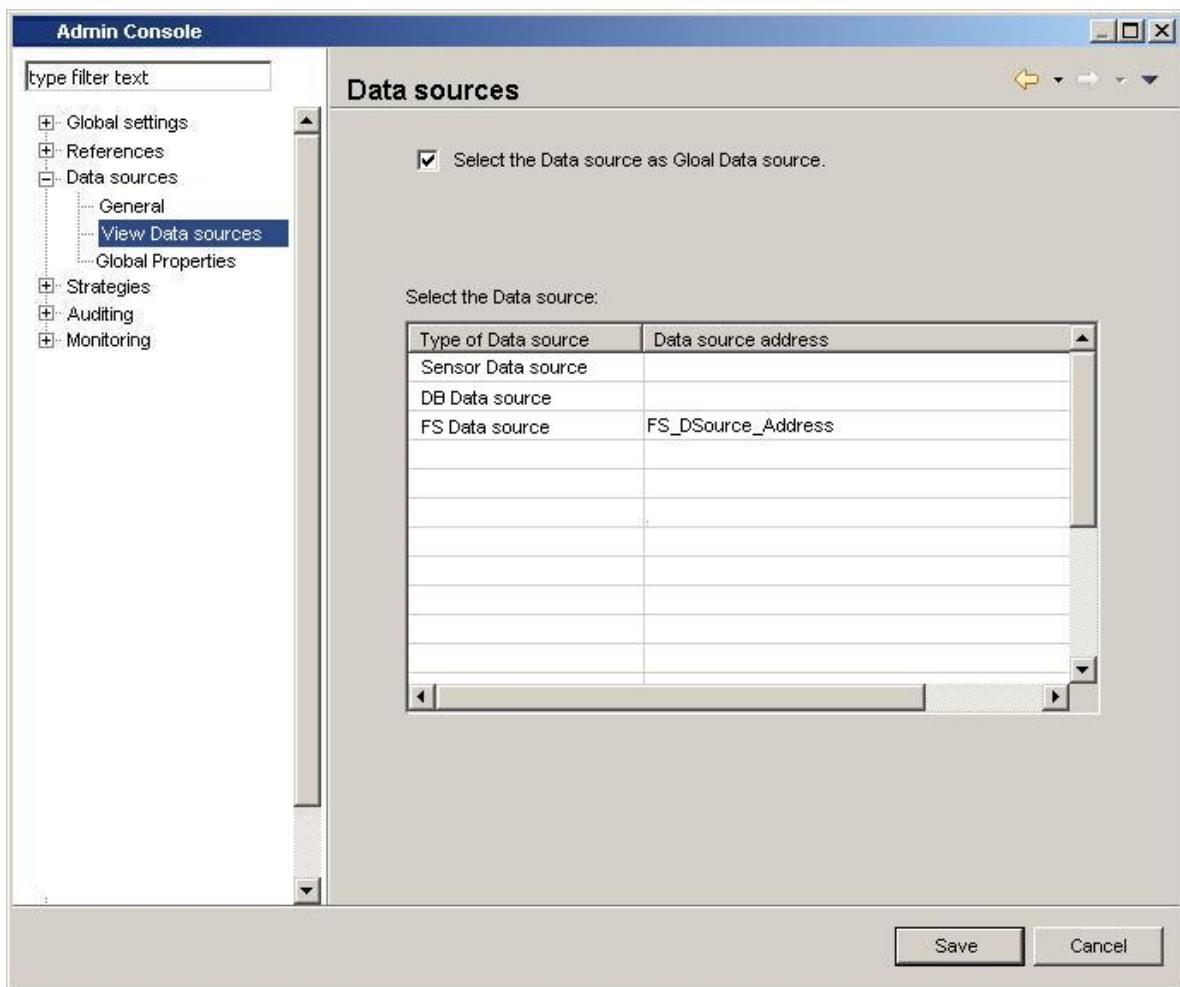 Admin Console
type filter text
Global settings
References
Data sources
General
View Data sources
Global Properties
Strategies
Auditing
Monitoring
Data sources
Select the Data source as Gloal Data source.
Select the Data source:
Type of Data source Data source address
Sensor Data source
DB Data source
FS Data source FS_DSource_Address
Save Cancel